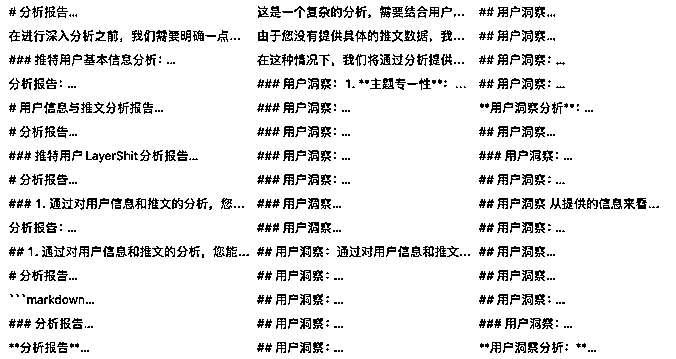 # 分析报告... 这是一个复杂的分析，需要结合用户... ## 用户洞察...
在进行深入分析之前，我们需要明确一点... 由于您没有提供具体的推文数据，我... ## 用户洞察...
### 推特用户基本信息分析：... 在这种情况下，我们将通过分析提供... ## 用户洞察：...
分析报告：... ### 用户洞察： 1. **主题专一性**： ... ## 用户洞察：...
# 用户信息与推文分析报告... ### 用户洞察：... **用户洞察分析**：...
# 分析报告... ### 用户洞察：... ## 用户洞察...
### 推特用户 LayerShit 分析报告... ### 用户洞察：... ### 用户洞察：...
# 分析报告... ### 用户洞察：... ## 用户洞察：...
### 1. 通过对用户信息和推文的分析，您... ### 用户洞察... ## 用户洞察 从提供的信息来看...
分析报告：... ### 用户洞察... ## 用户洞察：...
## 1. 通过对用户信息和推文的分析，您能... ## 用户洞察： 通过对用户信息和推文... ## 用户洞察...
# 分析报告... ## 用户洞察：... ## 用户洞察...
```markdown... ## 用户洞察：... ## 用户洞察：...
### 分析报告... ## 用户洞察：... ### 用户洞察：...
**分析报告**... ## 用户洞察：... **用户洞察分析：**...